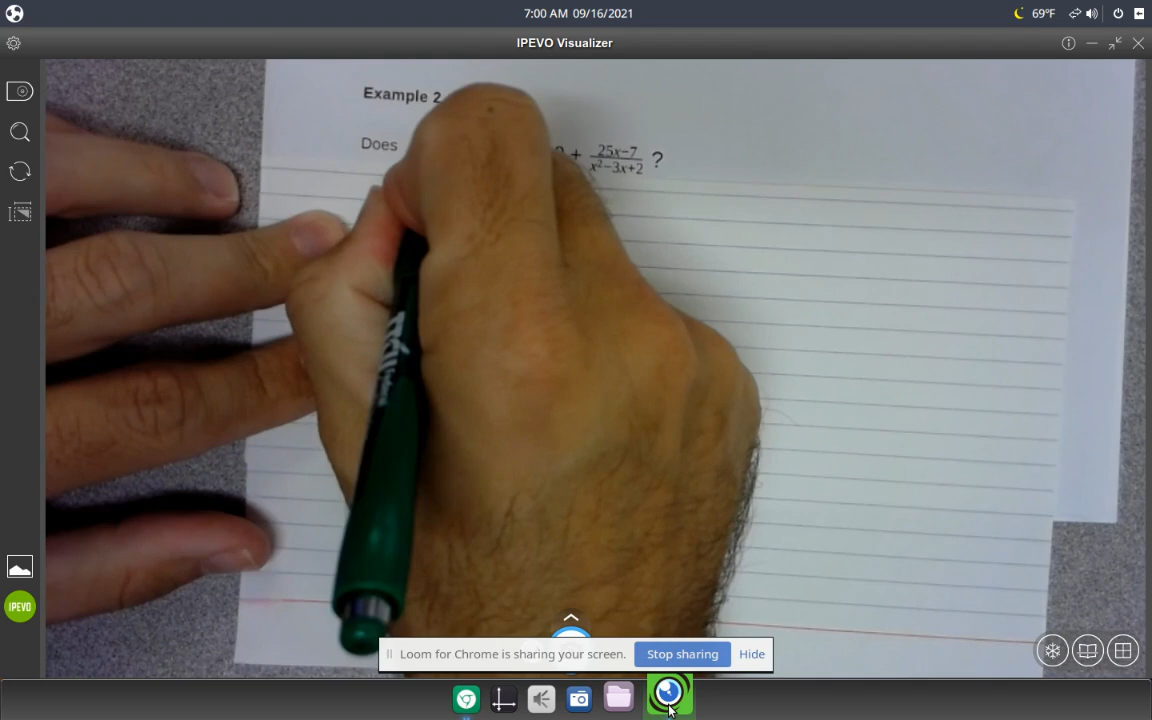 7:00 AM 09/16/2021
69°F
IPEVO Visualizer
Example 2
Does
+ 25x−7 / x²−3x+2 ?
IPEVO
Loom for Chrome is sharing your screen. Stop sharing Hide